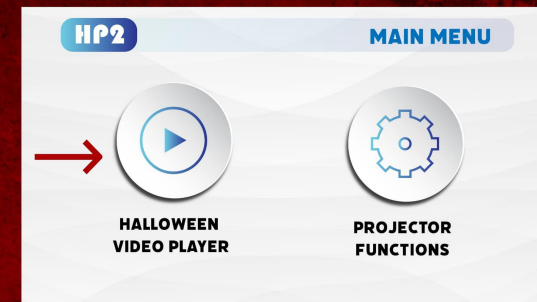 HP2
MAIN MENU
HALLOWEEN
VIDEO PLAYER
PROJECTOR
FUNCTIONS